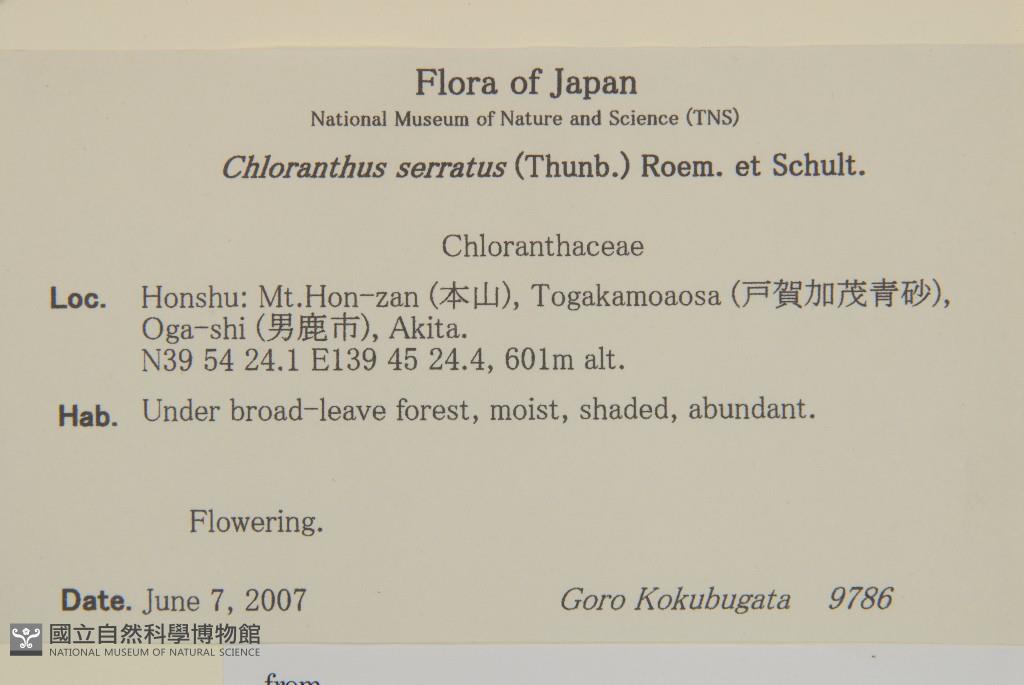 Flora of Japan
National Museum of Nature and Science (TNS)
Chloranthus serratus (Thunb.) Roem. et Schult.
Chloranthaceae
Loc. Honshu: Mt.Hon-zan (本山), Togakamoaosa (戸賀加茂青砂),
Oga-shi (男鹿市), Akita.
N39 54 24.1 E139 45 24.4, 601m alt.
Hab. Under broad-leave forest, moist, shaded, abundant.
Flowering.
Date. June 7, 2007 Goro Kokubugata 9786
國立自然科學博物館
NATIONAL MUSEUM OF NATURAL SCIENCE
from